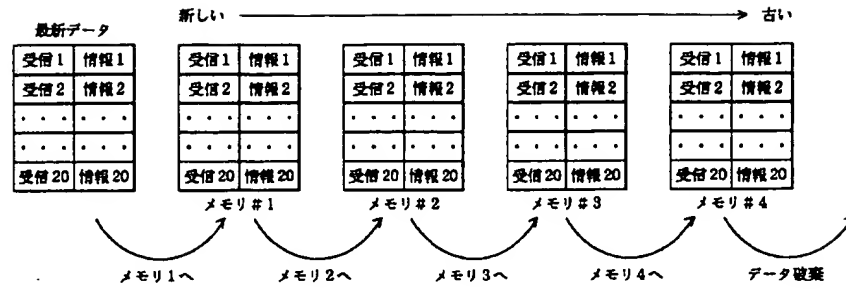 新しい 古い
最新データ
受信1 情報1 受信1 情報1 受信1 情報1 受信1 情報1 受信1 情報1
受信2 情報2 受信2 情報2 受信2 情報2 受信2 情報2 受信2 情報2
・・・ ・・・ ・・・ ・・・ ・・・ ・・・ ・・・ ・・・ ・・・ ・・・
・・・ ・・・ ・・・ ・・・ ・・・ ・・・ ・・・ ・・・ ・・・ ・・・
受信20 情報20 受信20 情報20 受信20 情報20 受信20 情報20 受信20 情報20
メモリ#1 メモリ#2 メモリ#3 メモリ#4
メモリ1へ メモリ2へ メモリ3へ メモリ4へ データ破棄